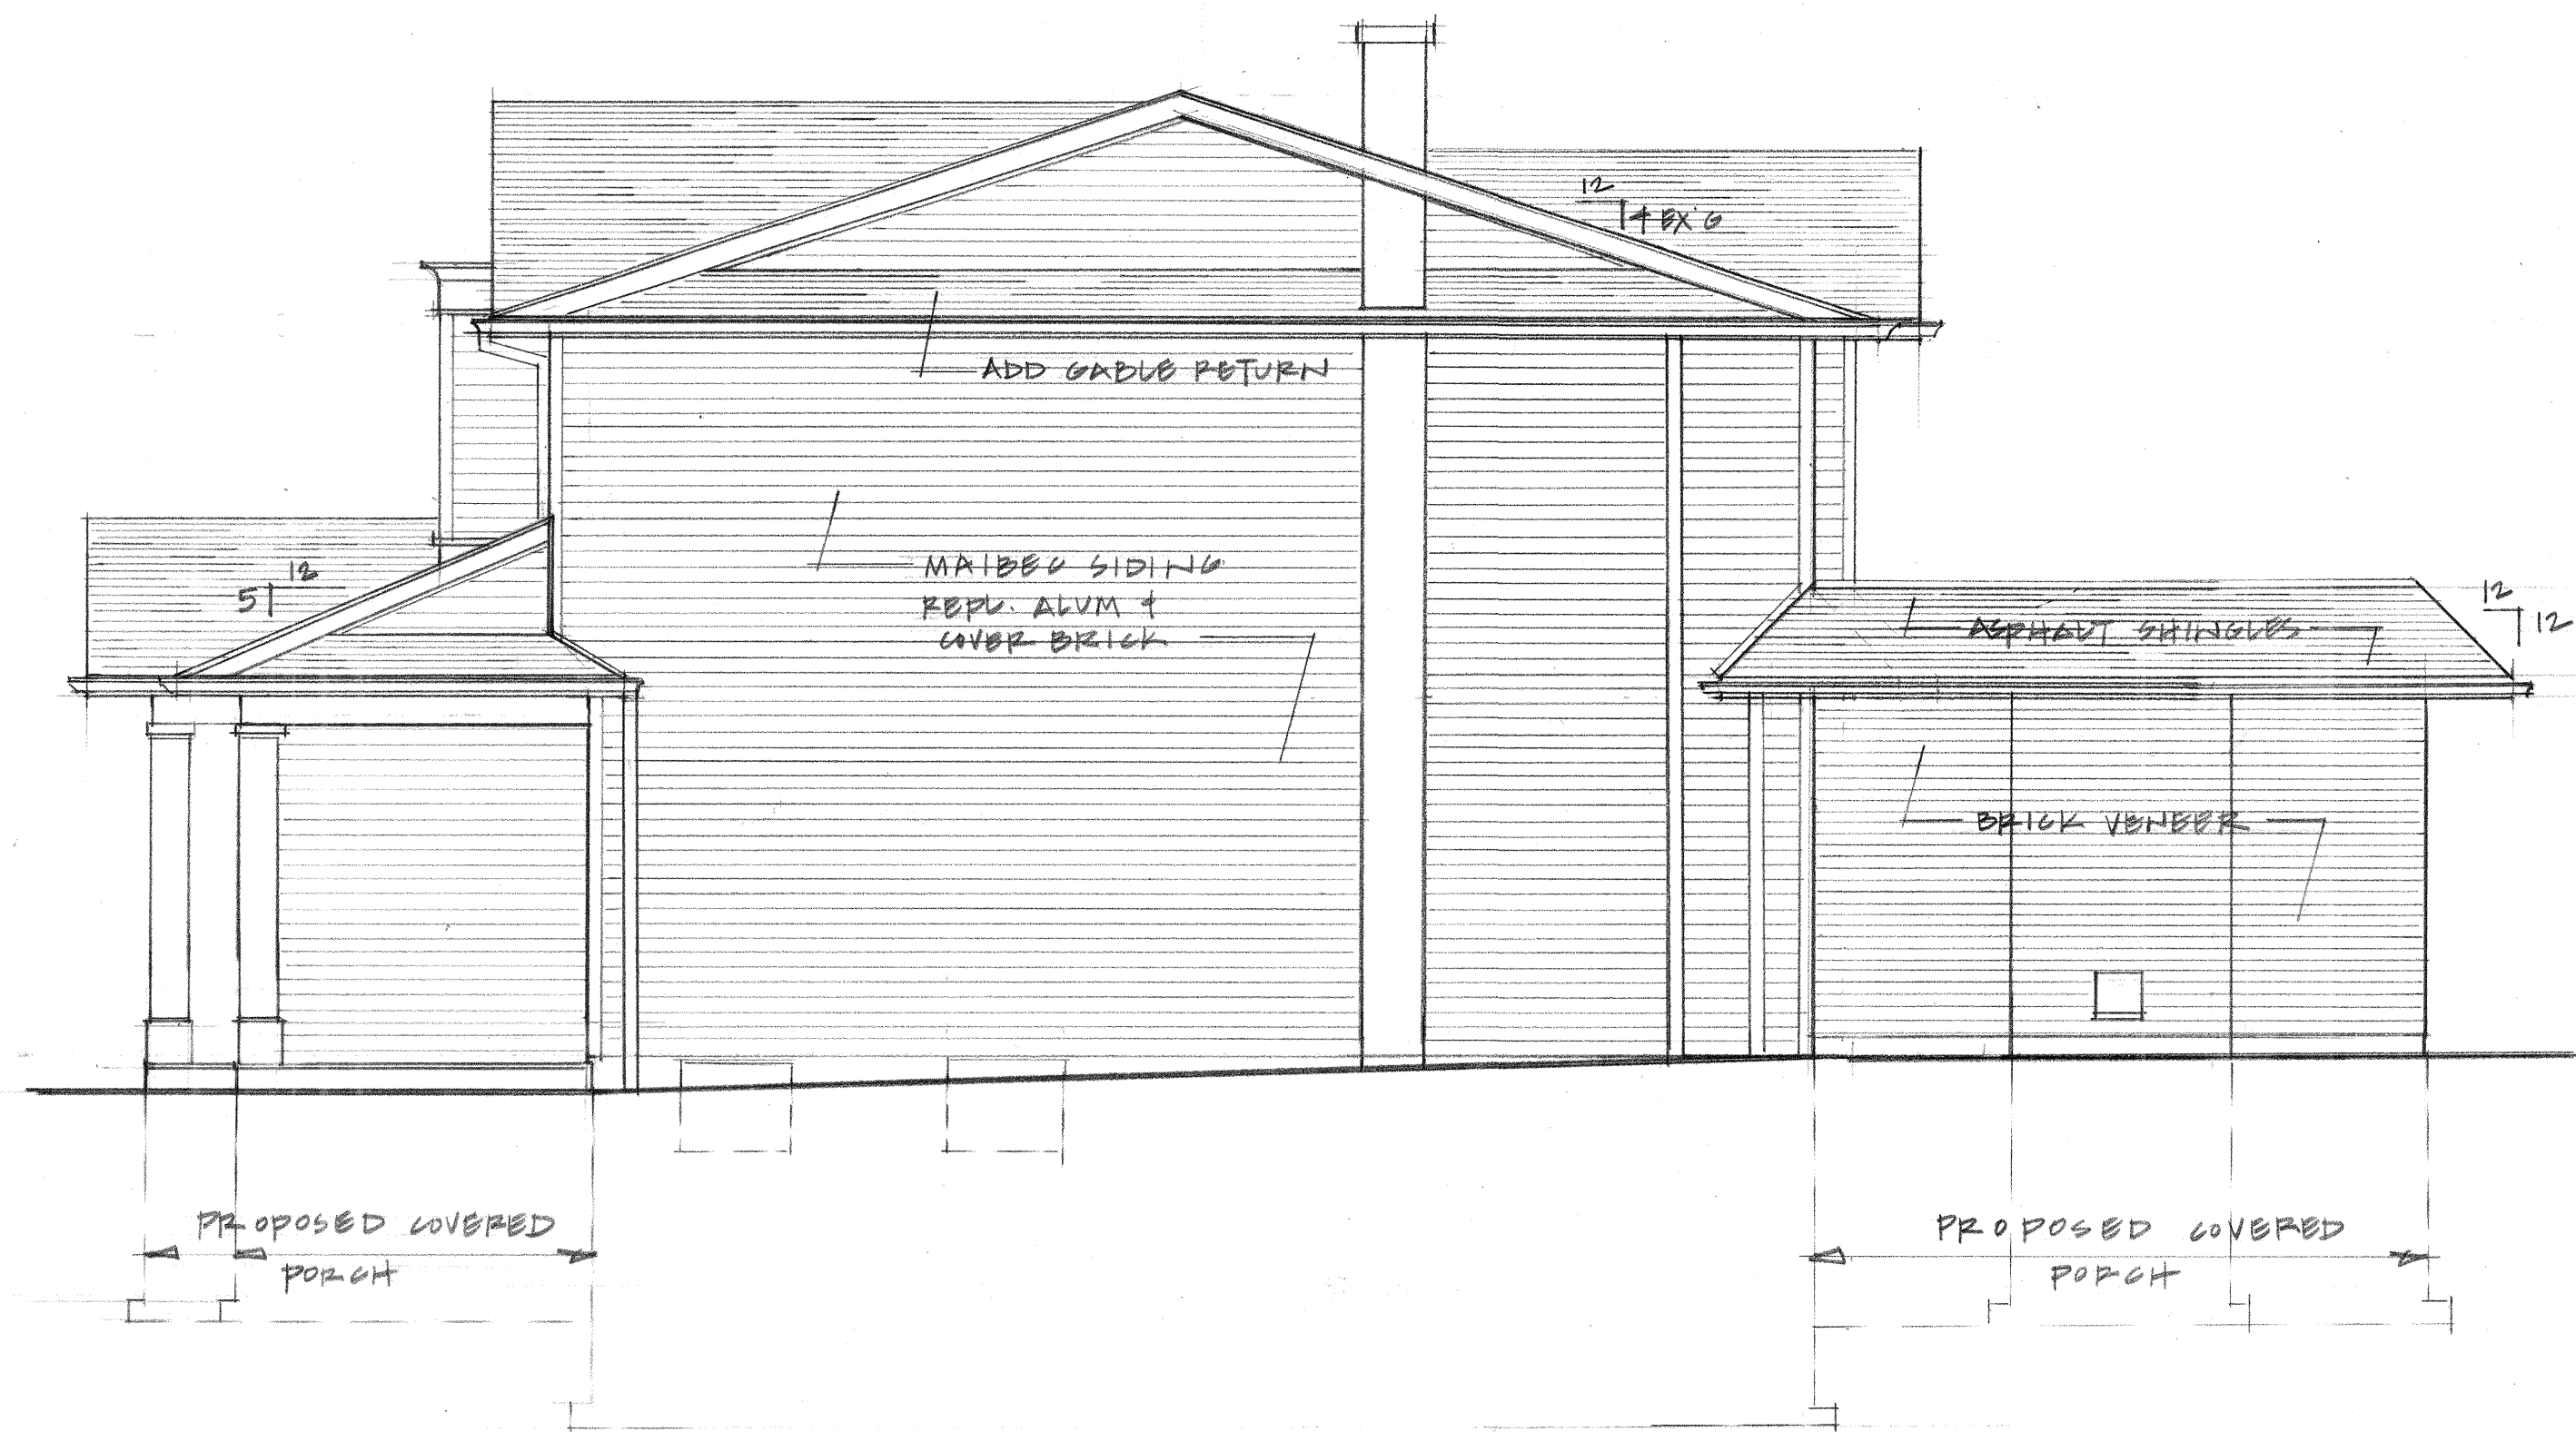 12
4 EX'G
ADD GABLE RETURN
MAIBEC SIDING
REPL. ALUM &
COVER BRICK
12
5
12
12
ASPHALT SHINGLES
BRICK VENEER
PROPOSED COVERED
PORCH
PROPOSED COVERED
PORCH